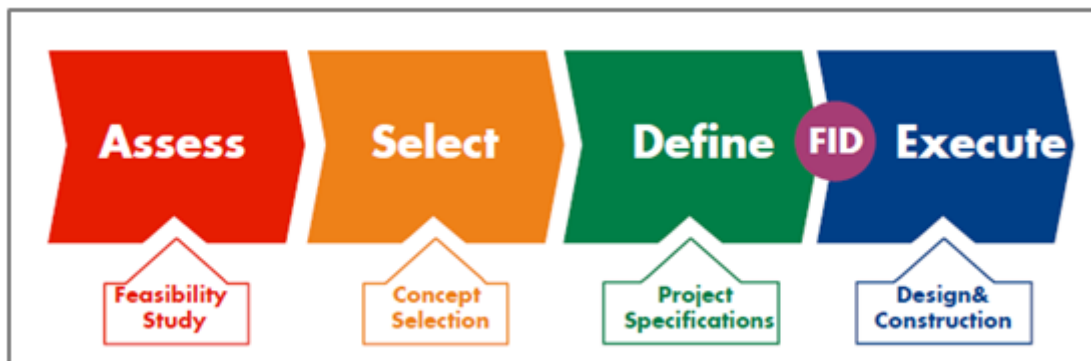 Assess
Select
Define
FID
Execute
Feasibility
Study
Concept
Selection
Project
Specifications
Design&
Construction